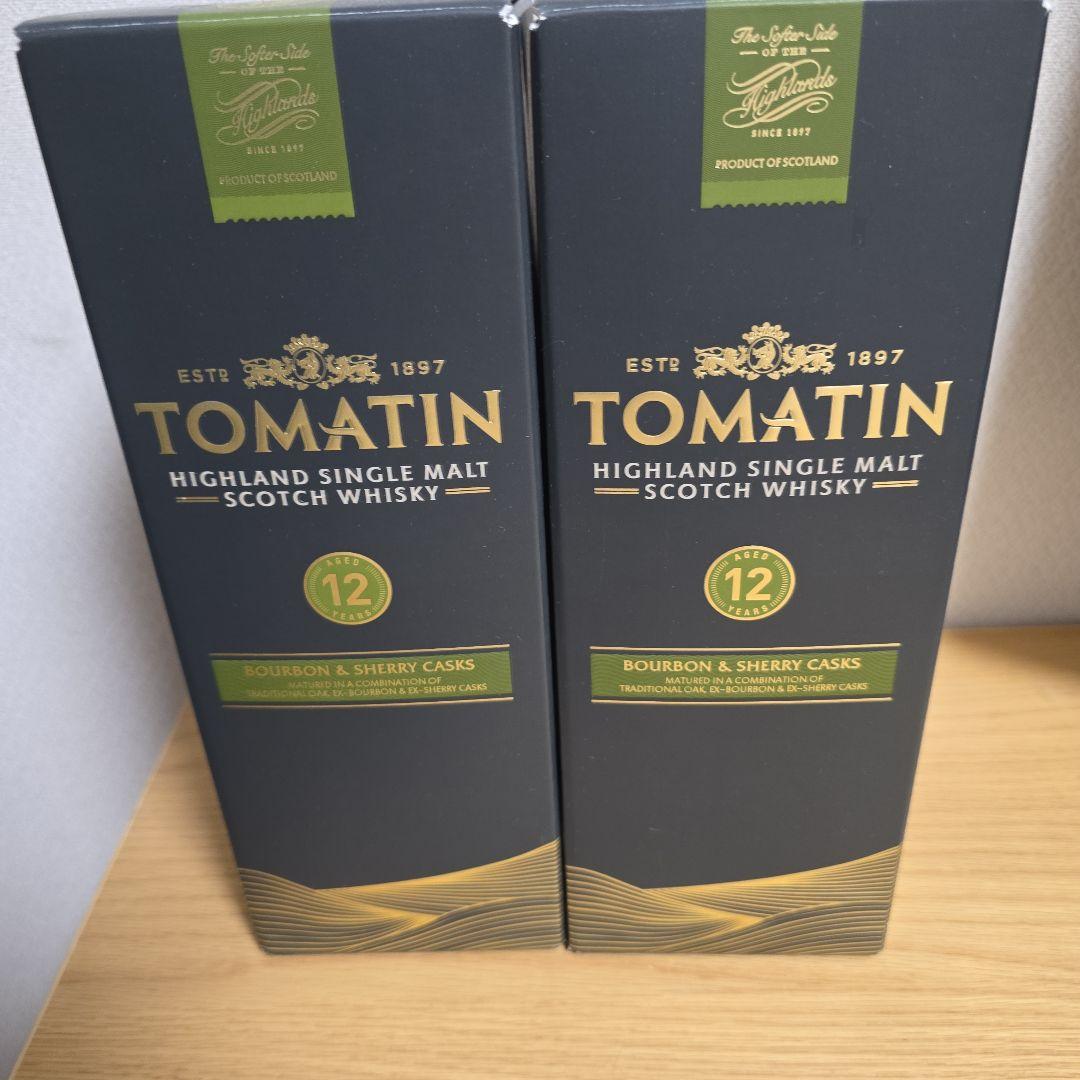 The Softer Side
OF THE
Highlands
SINCE 1897
PRODUCT OF SCOTLAND
ESTD 1897
TOMATIN
HIGHLAND SINGLE MALT
SCOTCH WHISKY
AGED
12
YEARS
BOURBON & SHERRY CASKS
MATURED IN A COMBINATION OF
TRADITIONAL OAK, EX-BOURBON & EX-SHERRY CASKS
The Softer Side
OF THE
Highlands
SINCE 1897
PRODUCT OF SCOTLAND
ESTD 1897
TOMATIN
HIGHLAND SINGLE MALT
SCOTCH WHISKY
AGED
12
YEARS
BOURBON & SHERRY CASKS
MATURED IN A COMBINATION OF
TRADITIONAL OAK, EX-BOURBON & EX-SHERRY CASKS